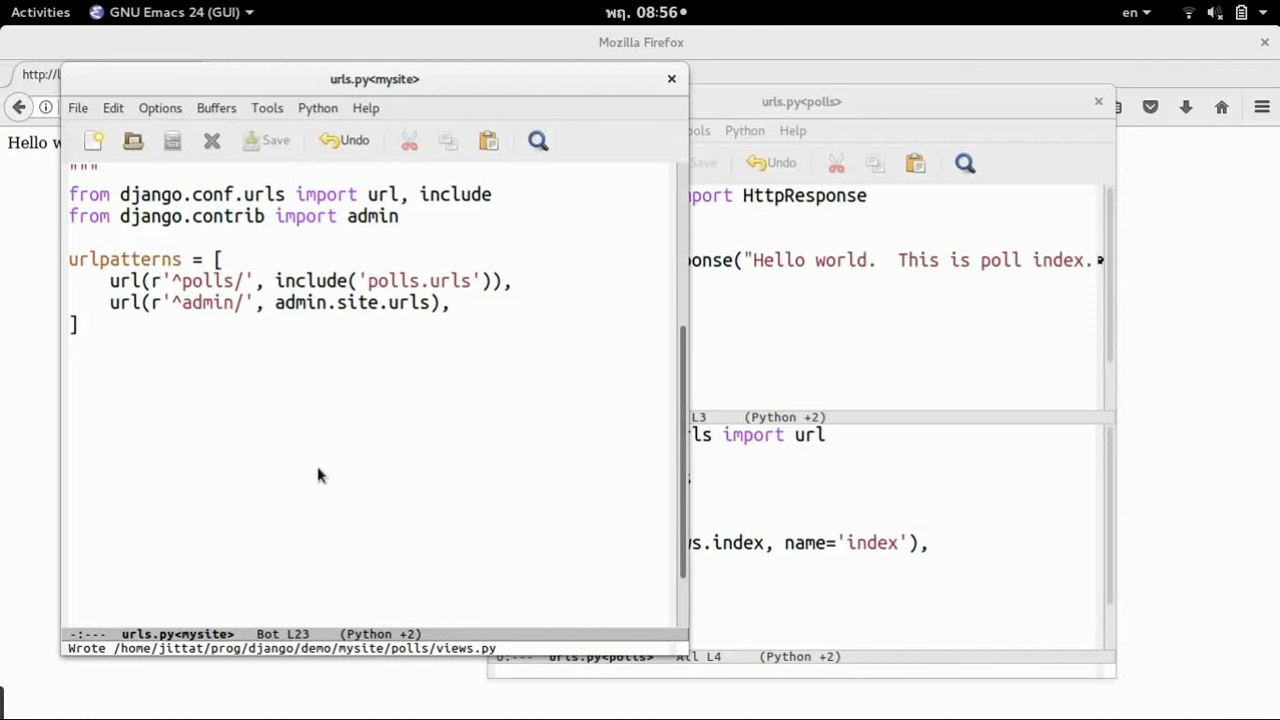 Activities GNU Emacs 24 (GUI) พฤ. 08:56 en
Mozilla Firefox
http://l
urls.py<mysite>
File Edit Options Buffers Tools Python Help
Save Undo
"""
from django.conf.urls import url, include
from django.contrib import admin
urlpatterns = [
url(r'^polls/', include('polls.urls')),
url(r'^admin/', admin.site.urls),
]
-:--- urls.py<mysite> Bot L23 (Python +2)
Wrote /home/jittat/prog/django/demo/mysite/polls/views.py
Hello w
urls.py<polls>
ols Python Help
Save Undo
port HttpResponse
onse("Hello world. This is poll index.
L3 (Python +2)
rls import url
s
ws.index, name='index'),
urls.py<polls> All L4 (Python +2)